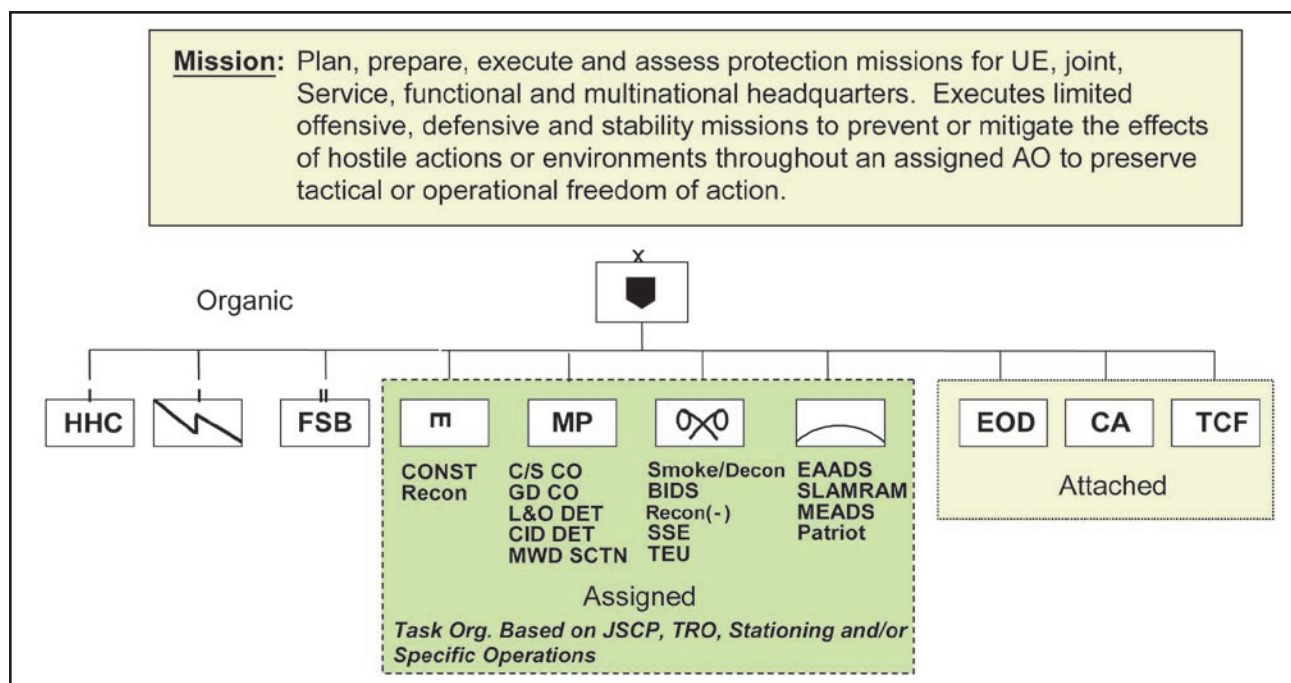 Mission: Plan, prepare, execute and assess protection missions for UE, joint,
Service, functional and multinational headquarters. Executes limited
offensive, defensive and stability missions to prevent or mitigate the effects
of hostile actions or environments throughout an assigned AO to preserve
tactical or operational freedom of action.
X
Organic
I
I
II
HHC
FSB
E
MP
EOD
CA
TCF
CONST
Recon
C/S CO
GD CO
L&O DET
CID DET
MWD SCTN
Smoke/Decon
BIDS
Recon(-)
SSE
TEU
EAADS
SLAMRAM
MEADS
Patriot
Attached
Assigned
Task Org. Based on JSCP, TRO, Stationing and/or
Specific Operations